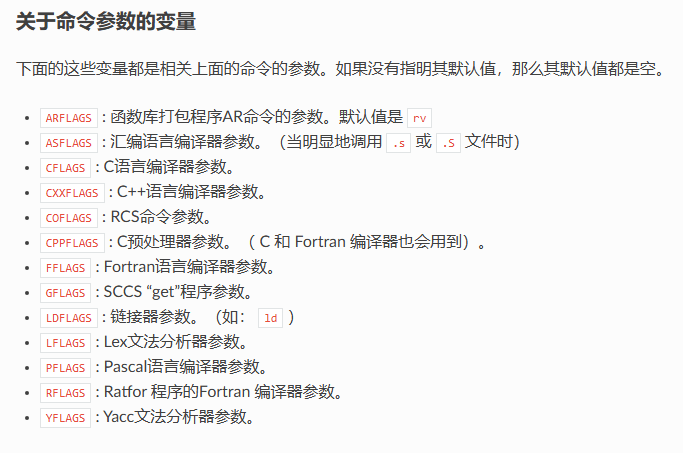 关于命令参数的变量
下面的这些变量都是相关上面的命令的参数。如果没有指明其默认值，那么其默认值都是空。
ARFLAGS : 函数库打包程序AR命令的参数。默认值是 rv
ASFLAGS : 汇编语言编译器参数。（当明显地调用 .s 或 .S 文件时）
CFLAGS : C语言编译器参数。
CXXFLAGS : C++语言编译器参数。
COFLAGS : RCS命令参数。
CPPFLAGS : C预处理器参数。（ C 和 Fortran 编译器也会用到）。
FFLAGS : Fortran语言编译器参数。
GFLAGS : SCCS “get”程序参数。
LDFLAGS : 链接器参数。（如： ld ）
LFLAGS : Lex文法分析器参数。
PFLAGS : Pascal语言编译器参数。
RFLAGS : Ratfor 程序的Fortran 编译器参数。
YFLAGS : Yacc文法分析器参数。